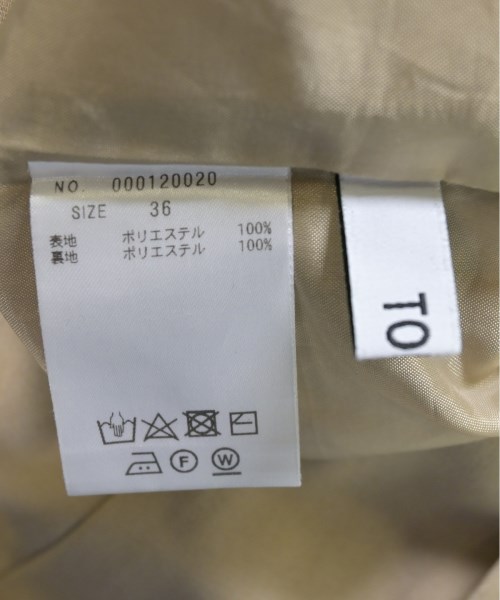 NO. 000120020
SIZE 36
表地 ポリエステル 100%
裏地 ポリエステル 100%
F W
TO